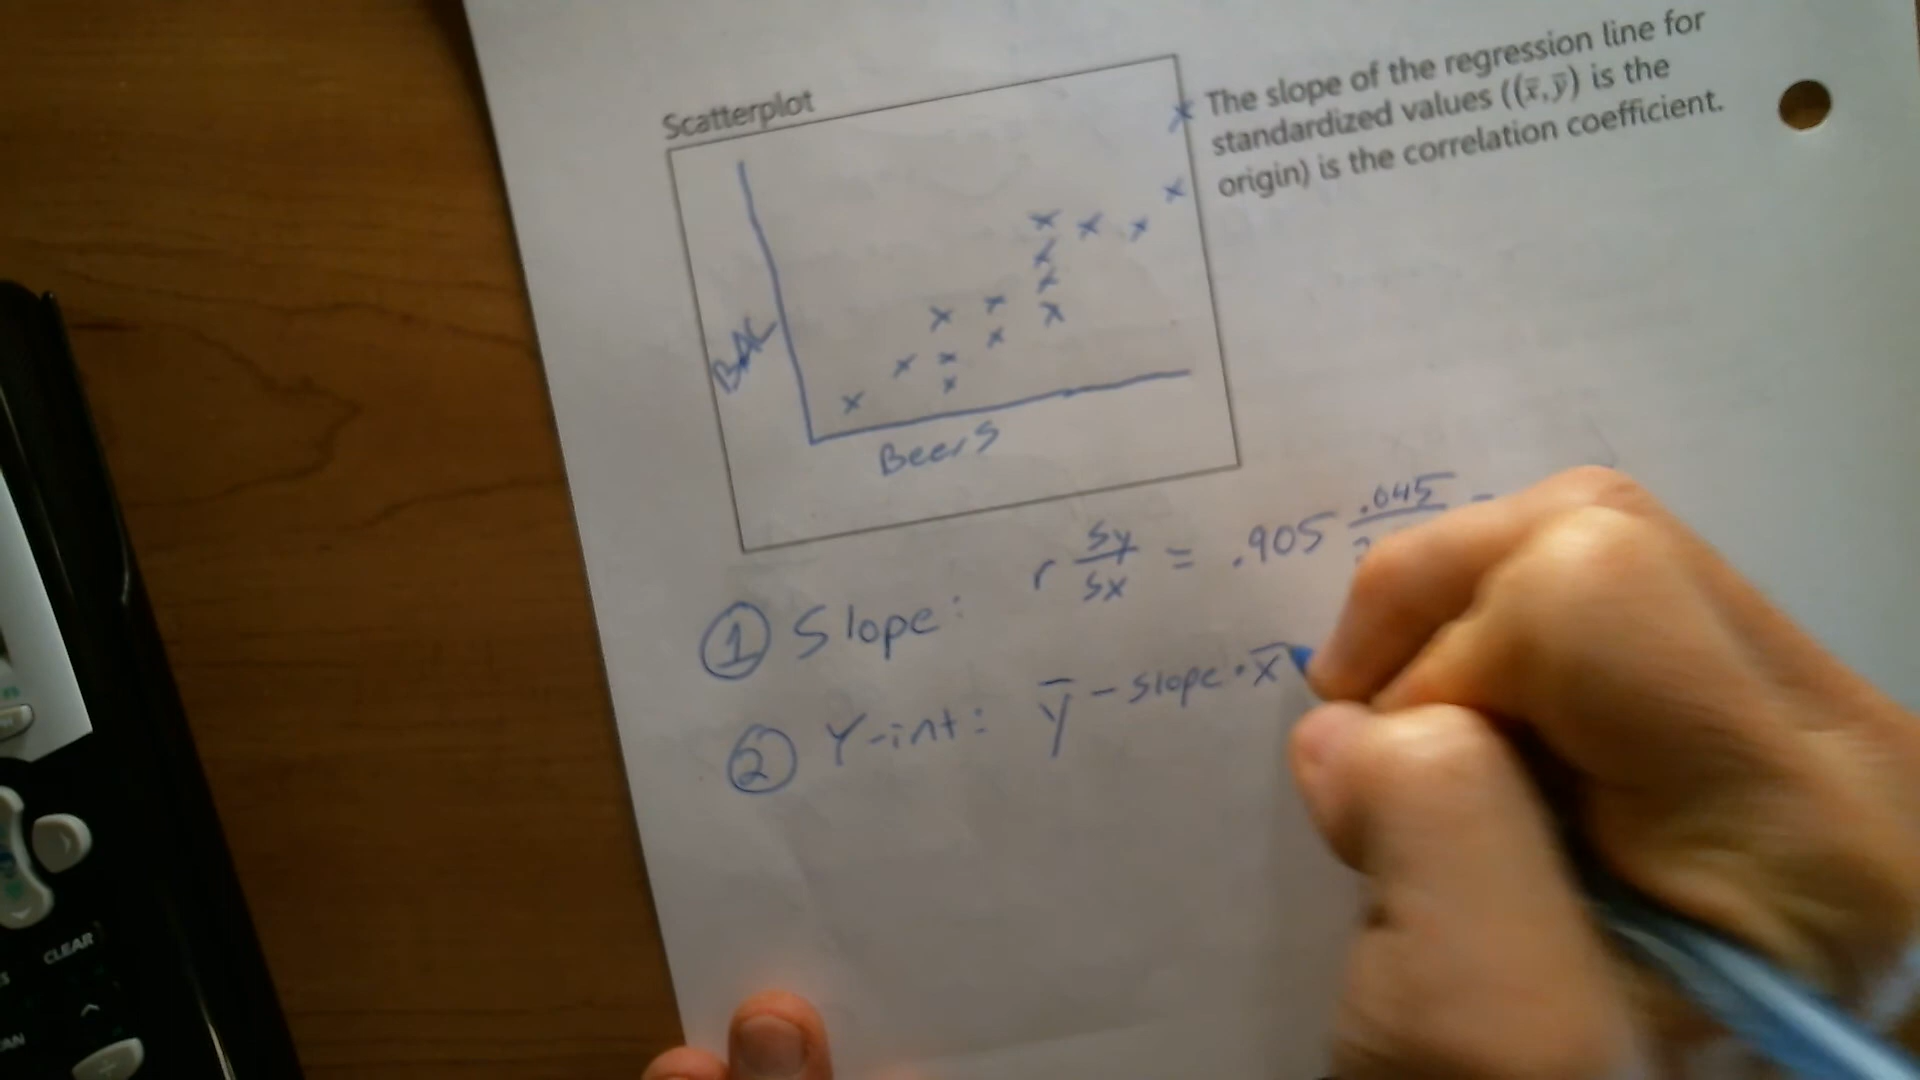 Scatterplot
The slope of the regression line for
standardized values ((x̄,ȳ) is the
origin) is the correlation coefficient.
BAC
Beers
① Slope: r Sy/Sx = .905 .045
② Y-int: ȳ - slope · x̄
CLEAR